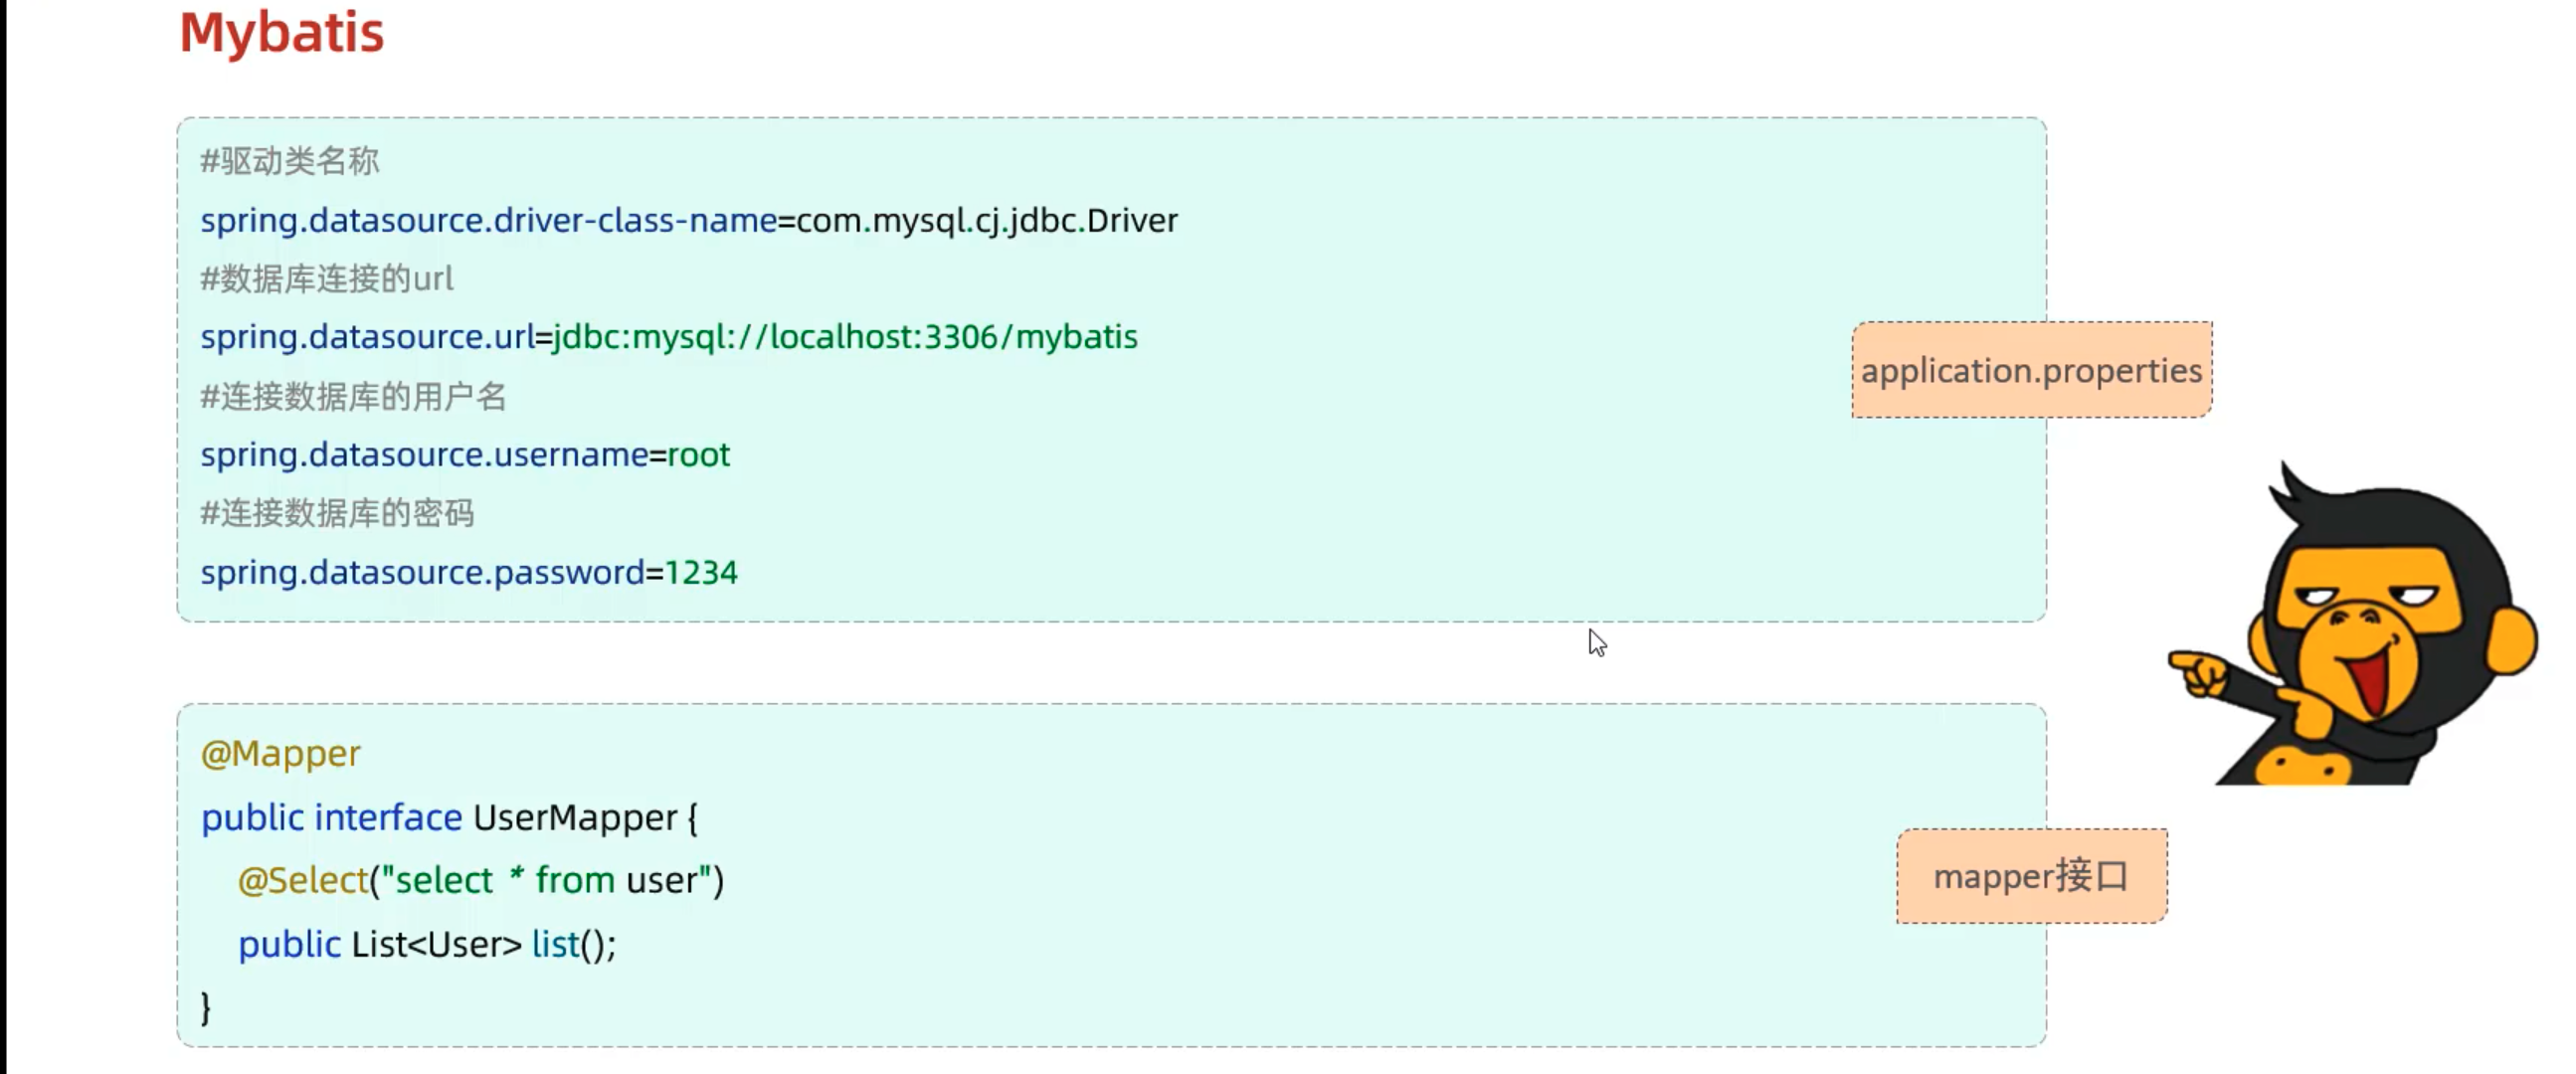 Mybatis
#驱动类名称
spring.datasource.driver-class-name=com.mysql.cj.jdbc.Driver
#数据库连接的url
spring.datasource.url=jdbc:mysql://localhost:3306/mybatis
#连接数据库的用户名
spring.datasource.username=root
#连接数据库的密码
spring.datasource.password=1234
application.properties
@Mapper
public interface UserMapper {
    @Select("select * from user")
    public List<User> list();
}
mapper接口